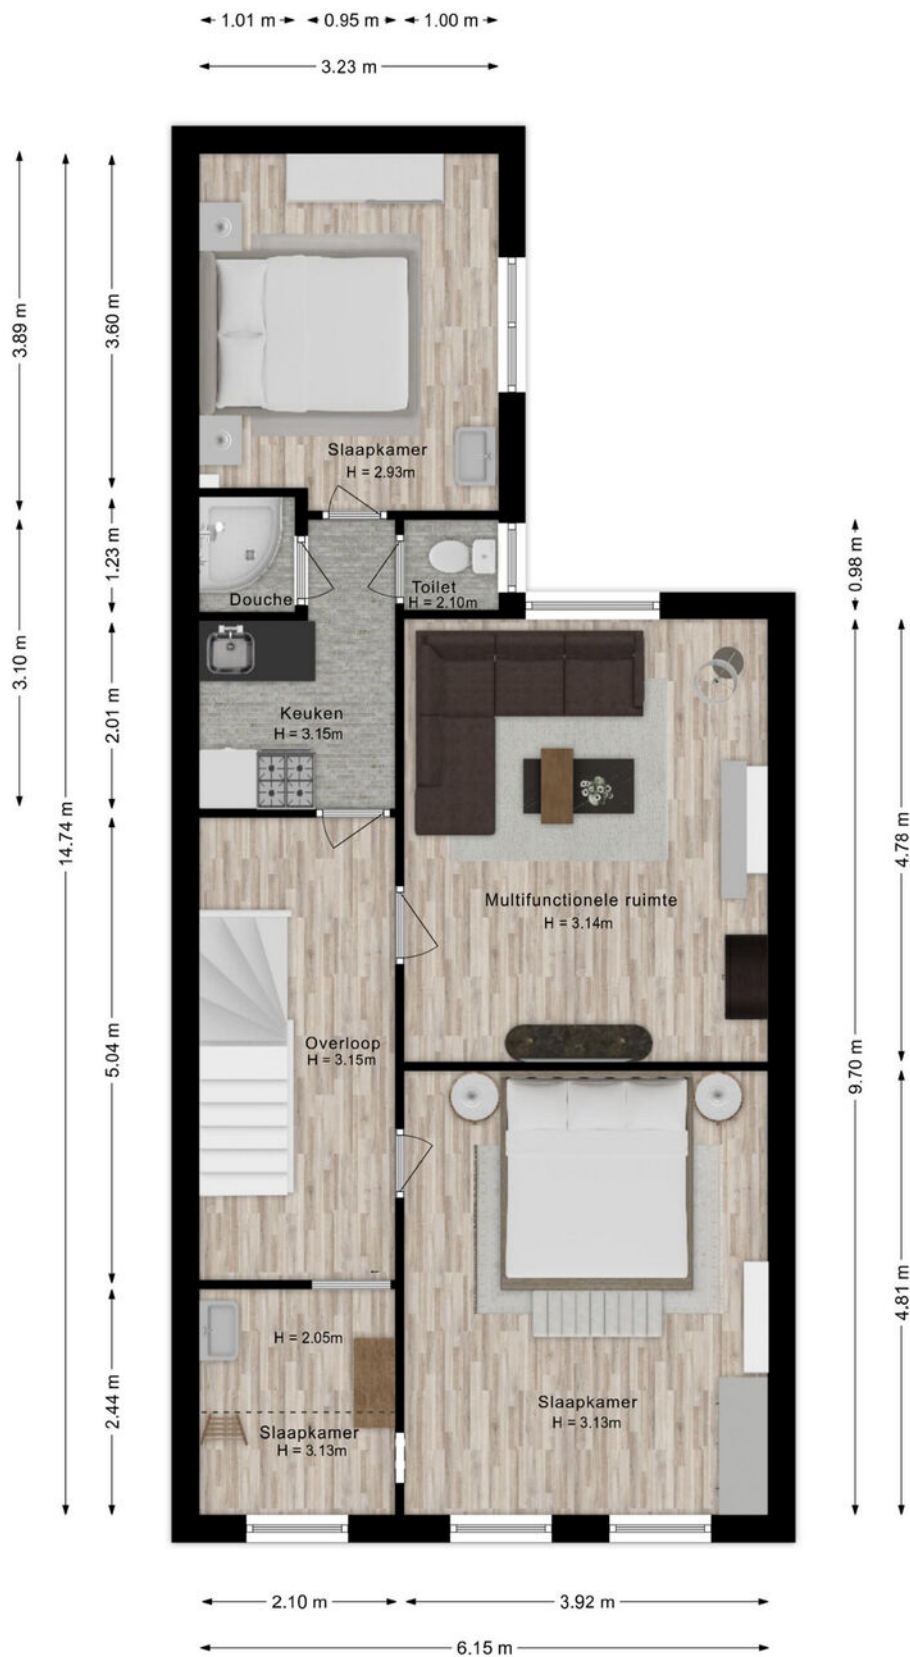 1.01 m
0.95 m
1.00 m
3.23 m
3.89 m
14.74 m
3.60 m
Slaapkamer
H = 2.93m
1.23 m
Douche
Toilet
H = 2.10m
0.98 m
3.10 m
2.01 m
Keuken
H = 3.15m
4.78 m
Multifunctionele ruimte
H = 3.14m
5.04 m
Overloop
H = 3.15m
9.70 m
4.81 m
H = 2.05m
2.44 m
Slaapkamer
H = 3.13m
Slaapkamer
H = 3.13m
2.10 m
3.92 m
6.15 m